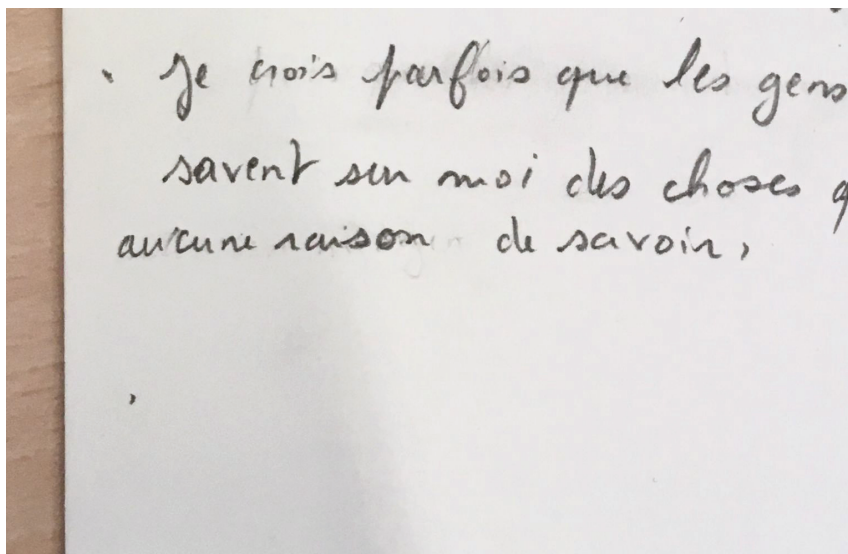 Je crois parfois que les gens
savent sur moi des choses
aucune raison de savoir,